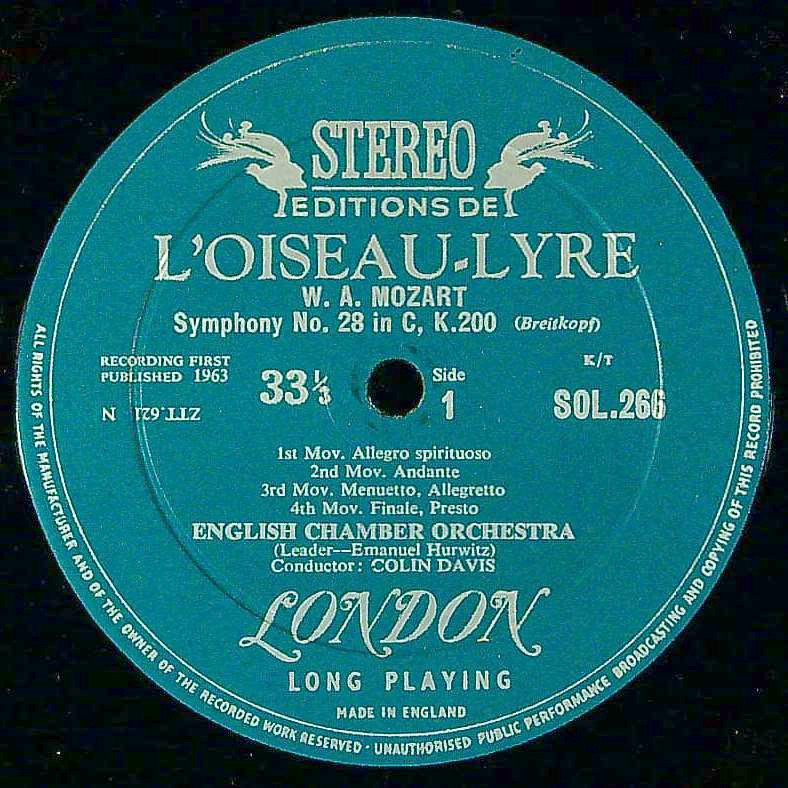 STEREO
EDITIONS DE
L'OISEAU-LYRE
W. A. MOZART
Symphony No. 28 in C, K.200 (Breitkopf)
RECORDING FIRST
PUBLISHED 1963
33⅓
Side
1
K/T
SOL.266
N
ZTT.621
1st Mov. Allegro spirituoso
2nd Mov. Andante
3rd Mov. Menuetto, Allegretto
4th Mov. Finale, Presto
ENGLISH CHAMBER ORCHESTRA
(Leader—Emanuel Hurwitz)
Conductor: COLIN DAVIS
LONDON
LONG PLAYING
MADE IN ENGLAND
ALL RIGHTS OF THE MANUFACTURER AND OF THE OWNER OF THE RECORDED WORK RESERVED · UNAUTHORISED PUBLIC PERFORMANCE BROADCASTING AND COPYING OF THIS RECORD PROHIBITED